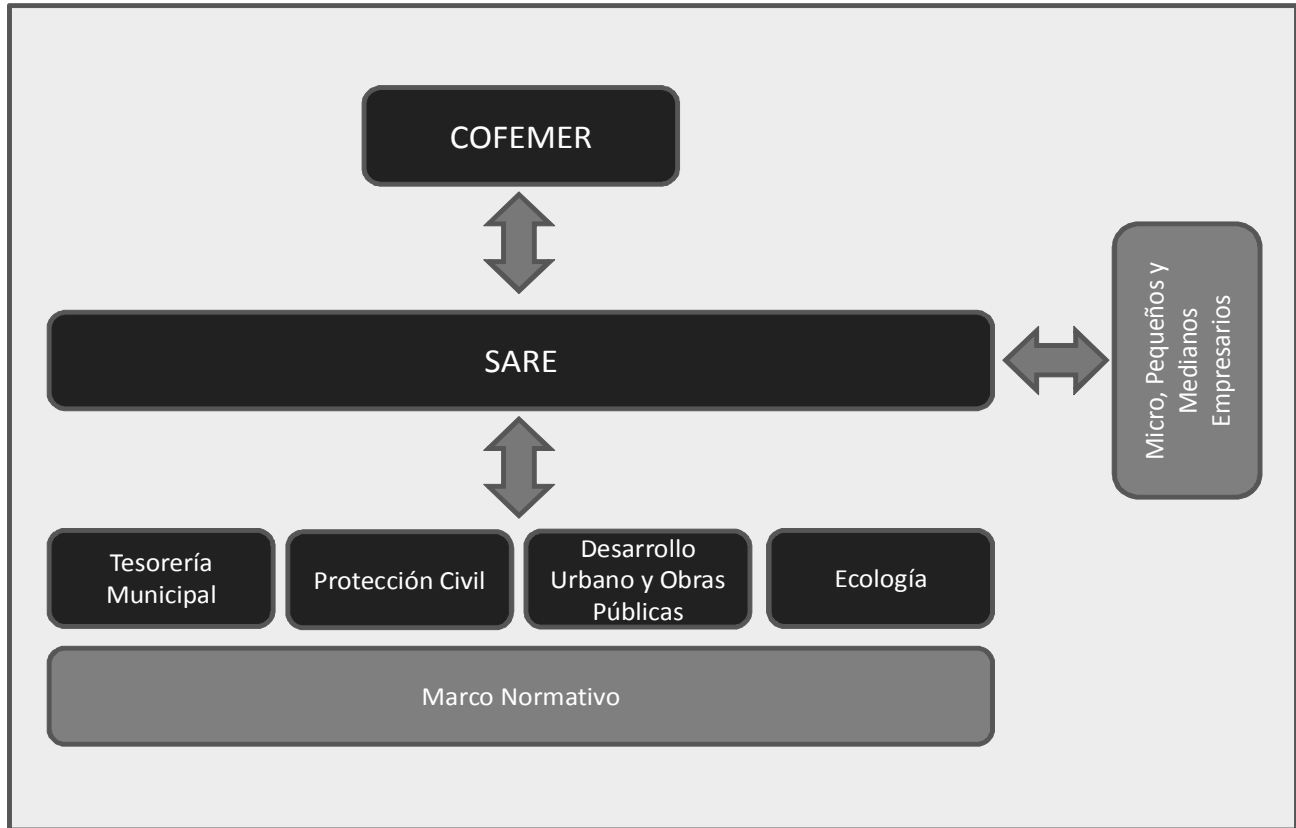 COFEMER
SARE
Micro, Pequeños y
Medianos
Empresarios
Tesorería
Municipal
Protección Civil
Desarrollo
Urbano y Obras
Públicas
Ecología
Marco Normativo